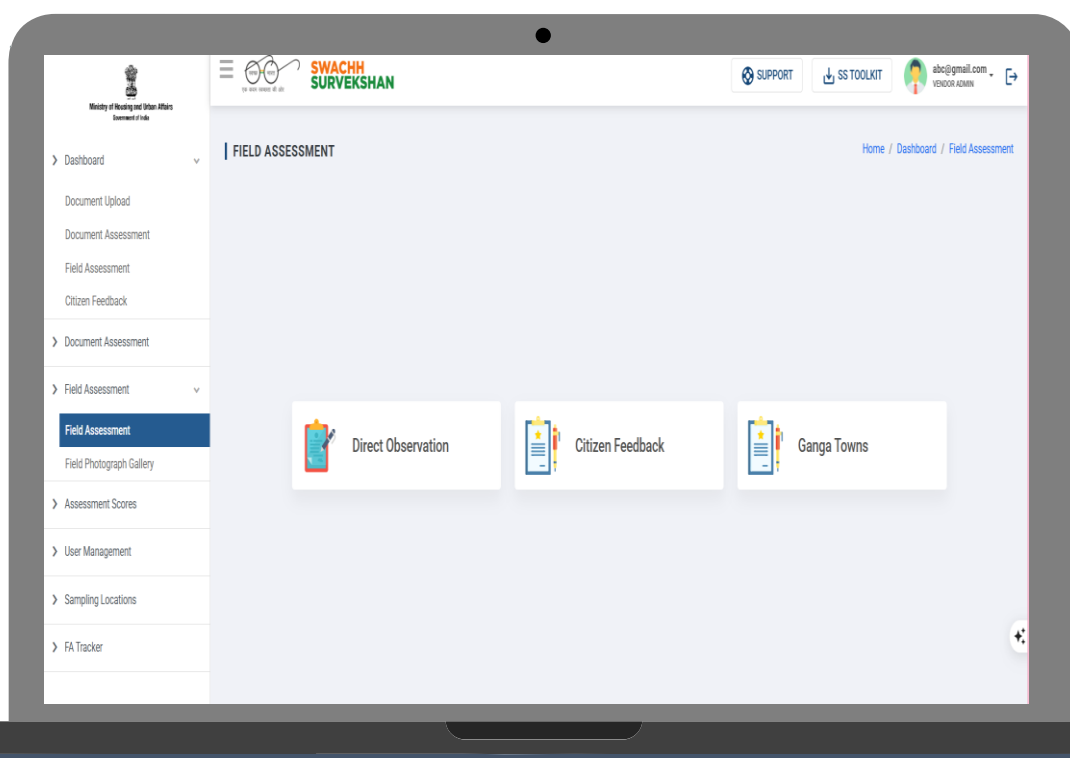 Ministry of Housing and Urban Affairs
Government of India
SWACHH
SURVEKSHAN
SUPPORT
SS TOOLKIT
abc@gmail.com
VENDOR ADMIN
Dashboard
Document Upload
Document Assessment
Field Assessment
Citizen Feedback
Document Assessment
Field Assessment
Field Assessment
Field Photograph Gallery
Assessment Scores
User Management
Sampling Locations
FA Tracker
FIELD ASSESSMENT
Home / Dashboard / Field Assessment
Direct Observation
Citizen Feedback
Ganga Towns